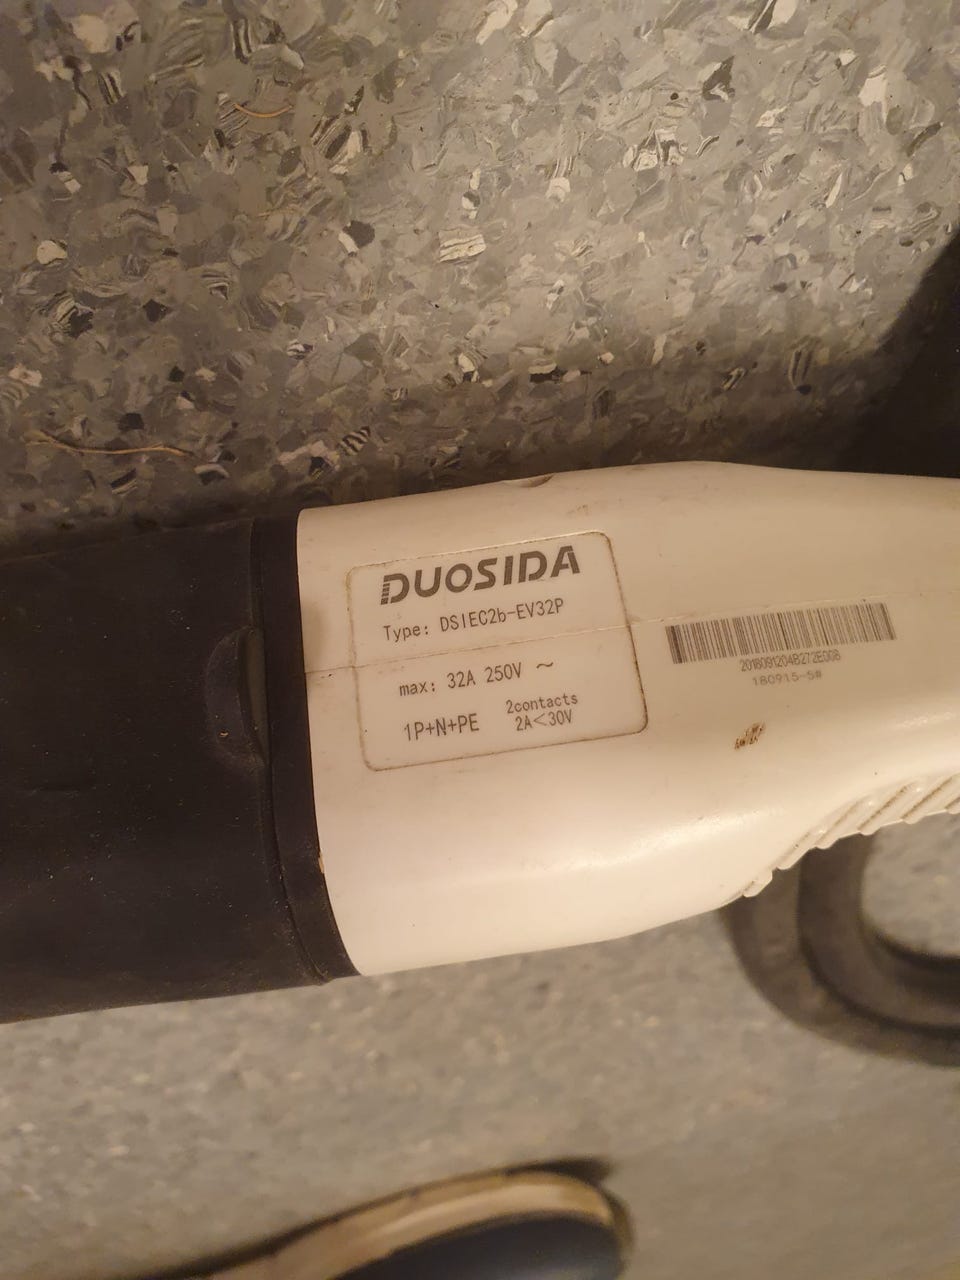 DUOSIDA
Type: DSIEC2b-EV32P
max: 32A 250V ~
1P+N+PE 2contacts
2A<30V
2018091204B272E008
180915-5#